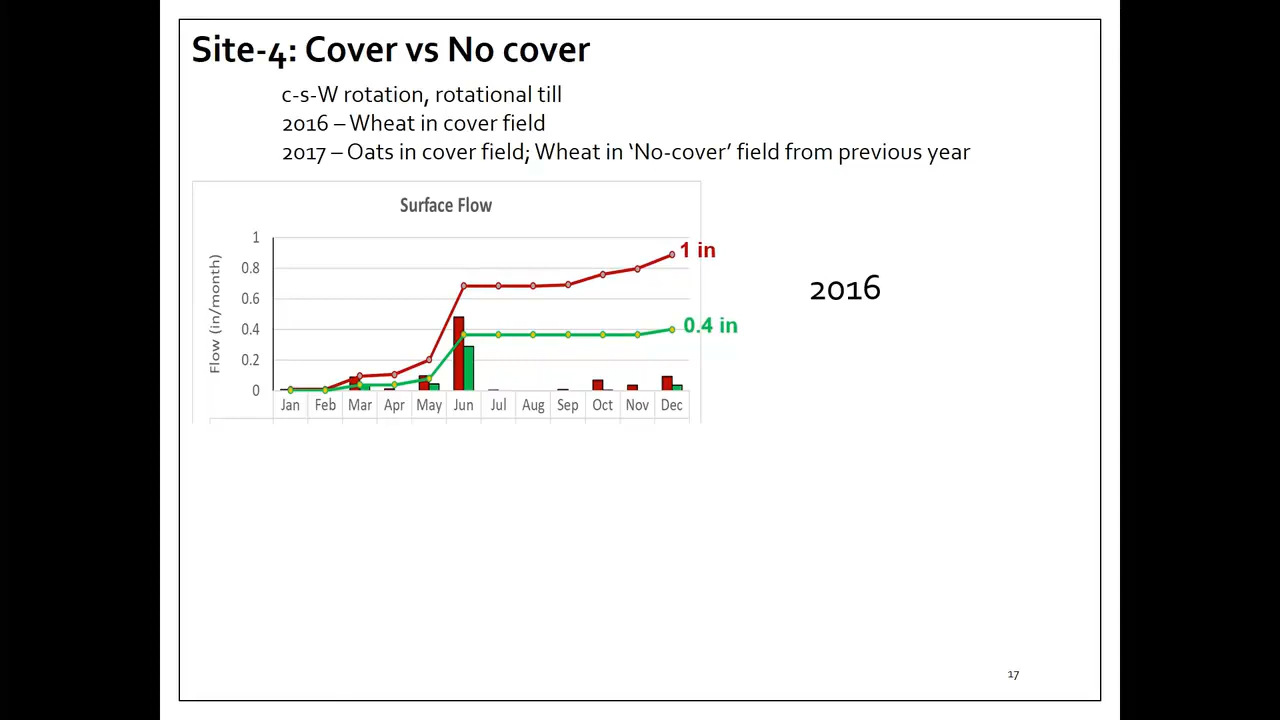 Site-4: Cover vs No cover
c-s-W rotation, rotational till
2016 – Wheat in cover field
2017 – Oats in cover field; Wheat in ‘No-cover’ field from previous year
Surface Flow
Flow (in/month)
1
0.8
0.6
0.4
0.2
0
Jan Feb Mar Apr May Jun Jul Aug Sep Oct Nov Dec
1 in
0.4 in
2016
17